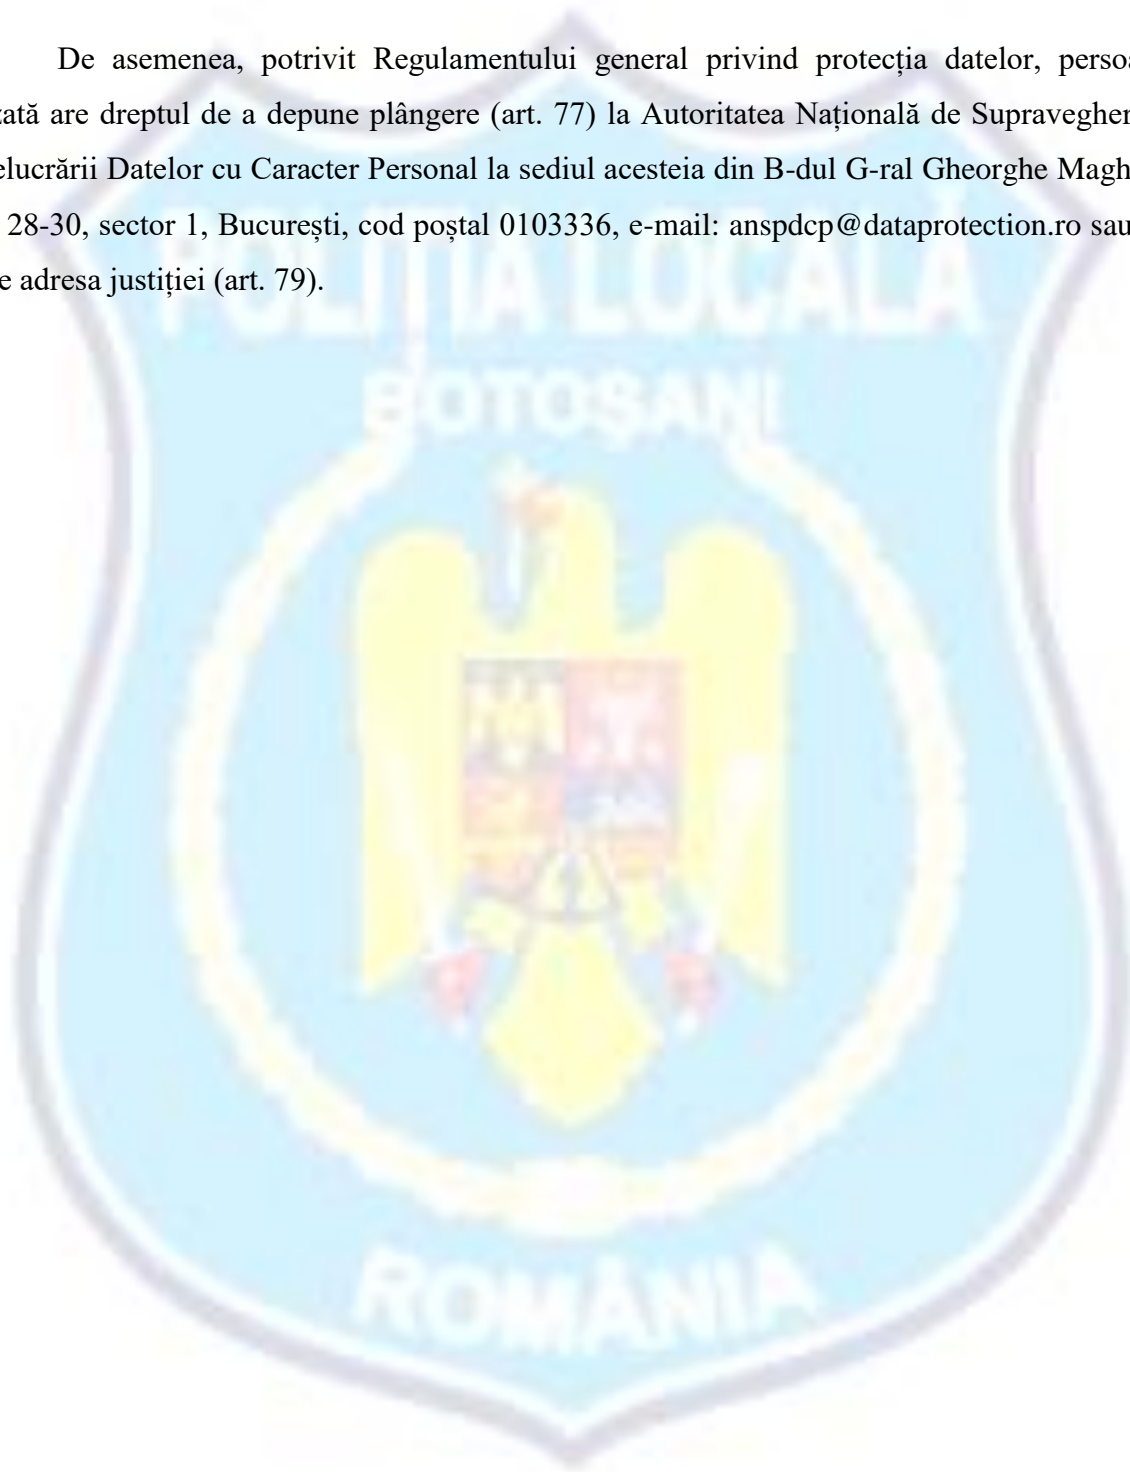 De asemenea, potrivit Regulamentului general privind protecția datelor, persoa
zată are dreptul de a depune plângere (art. 77) la Autoritatea Națională de Supravegher
elucrării Datelor cu Caracter Personal la sediul acesteia din B-dul G-ral Gheorghe Magh
28-30, sector 1, București, cod poștal 0103336, e-mail: anspdcp@dataprotection.ro sau
e adresa justiției (art. 79).
POLIȚIA LOCALĂ
BOTOȘANI
ROMÂNIA